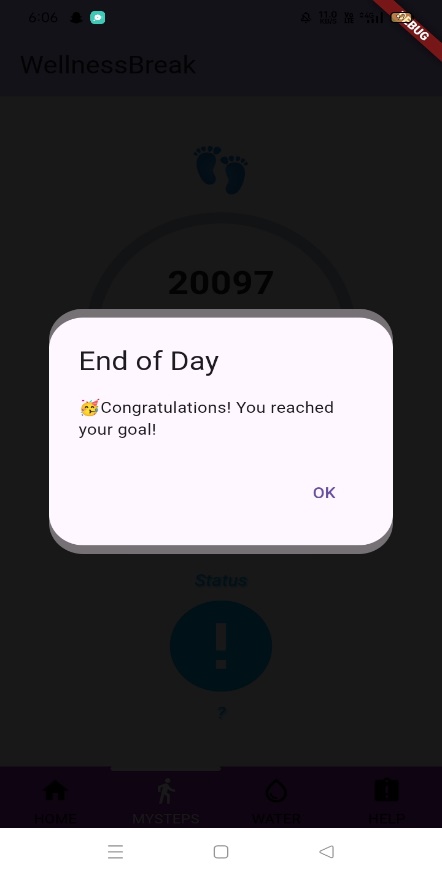 6:06
DEBUG
WellnessBreak
20097
End of Day
🥳Congratulations! You reached
your goal!
OK
Status
!
?
HOME MYSTEPS WATER HELP